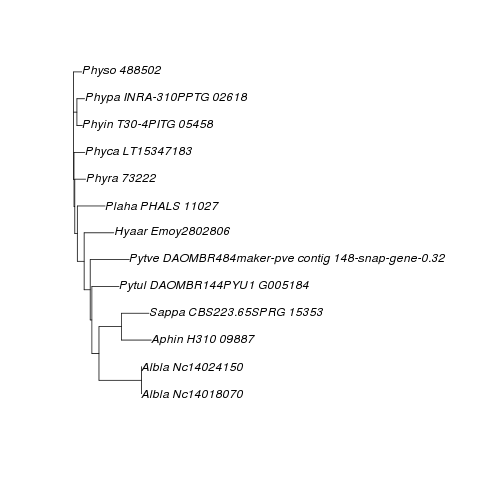 Physo 488502
Phypa INRA-310PPTG 02618
Phyin T30-4PITG 05458
Phyca LT15347183
Phyra 73222
Plaha PHALS 11027
Hyaar Emoy2802806
Pytve DAOMBR484maker-pve contig 148-snap-gene-0.32
Pytul DAOMBR144PYU1 G005184
Sappa CBS223.65SPRG 15353
Aphin H310 09887
Albla Nc14024150
Albla Nc14018070